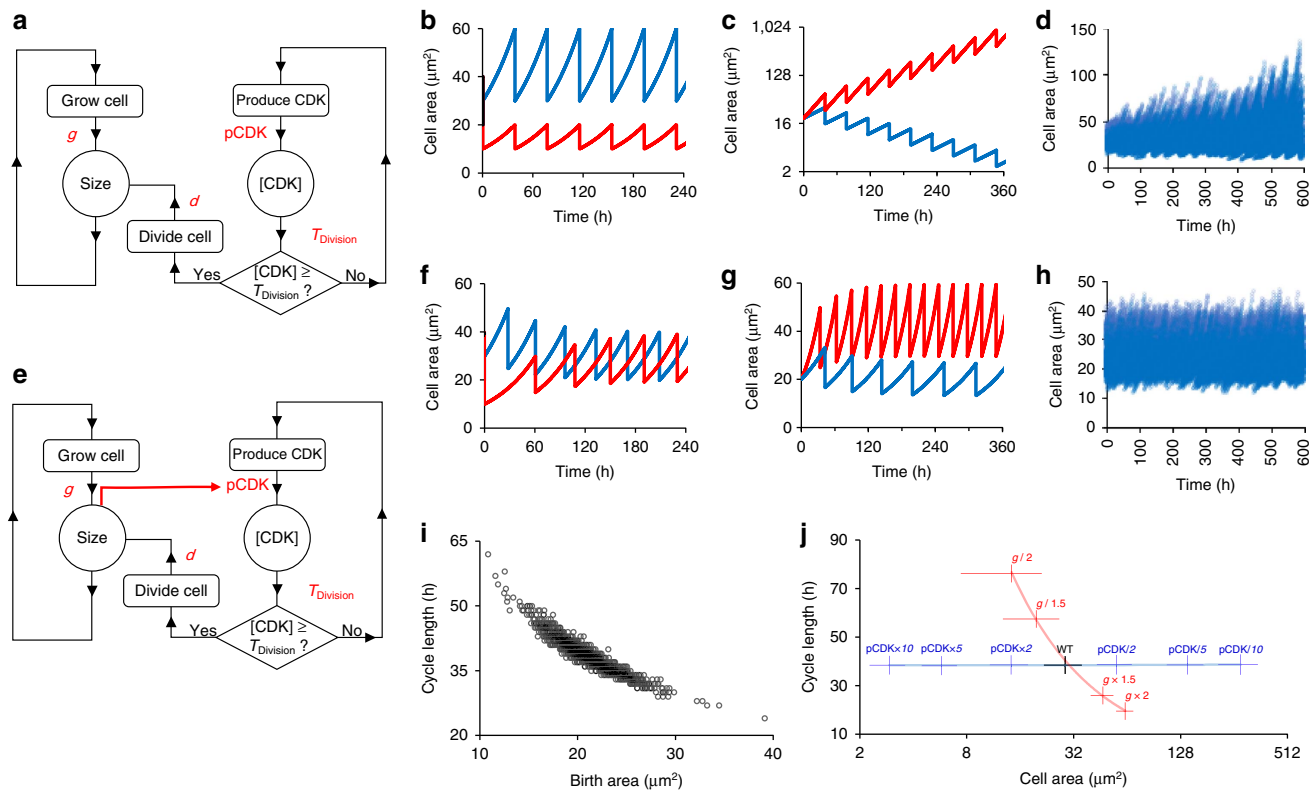 a
Grow cell
g
Size
d
Divide cell
Yes
Produce CDK
pCDK
[CDK]
T Division
[CDK] ≥
T Division ?
No
b
Cell area (μm²)
60
40
20
0
0
60
120
180
240
Time (h)
c
Cell area (μm²)
1,024
128
16
2
0
120
240
360
Time (h)
d
Cell area (μm²)
150
100
50
0
0
100
200
300
400
500
600
Time (h)
e
Grow cell
g
Size
d
Divide cell
Yes
Produce CDK
pCDK
[CDK]
T Division
[CDK] ≥
T Division ?
No
f
Cell area (μm²)
60
40
20
0
0
60
120
180
240
Time (h)
g
Cell area (μm²)
60
40
20
0
0
120
240
360
Time (h)
h
Cell area (μm²)
50
40
30
20
10
0
0
100
200
300
400
500
600
Time (h)
i
Cycle length (h)
65
50
35
20
10
20
30
40
Birth area (μm²)
j
Cycle length (h)
90
70
50
30
10
g / 2
g / 1.5
pCDK×10
pCDK×5
pCDK×2
WT
pCDK/2
pCDK/5
pCDK/10
g × 1.5
g × 2
2
8
32
128
512
Cell area (μm²)